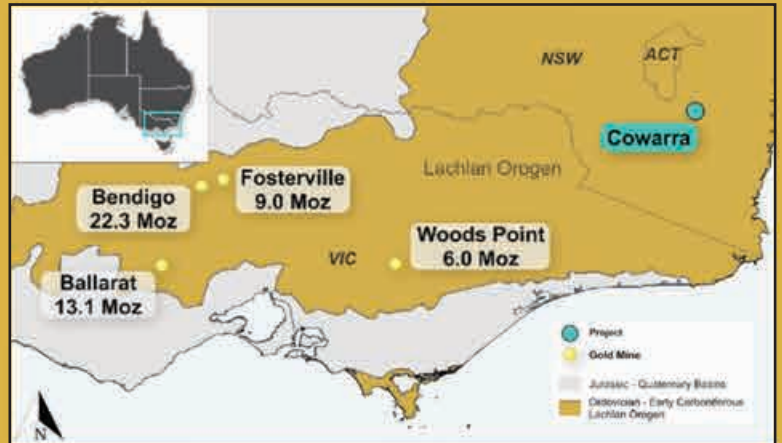 NSW
ACT
Cowarra
Lachlan Orogen
Bendigo
22.3 Moz
Fosterville
9.0 Moz
Woods Point
6.0 Moz
VIC
Ballarat
13.1 Moz
Project
Gold Mine
Jurassic - Quaternary Basins
Ordovician - Early Carboniferous
Lachlan Orogen
N